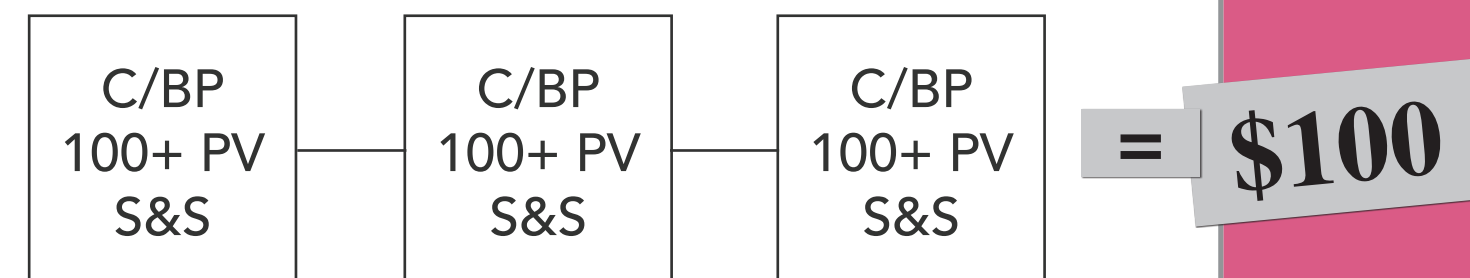 C/BP
100+ PV
S&S
C/BP
100+ PV
S&S
C/BP
100+ PV
S&S
=
$100